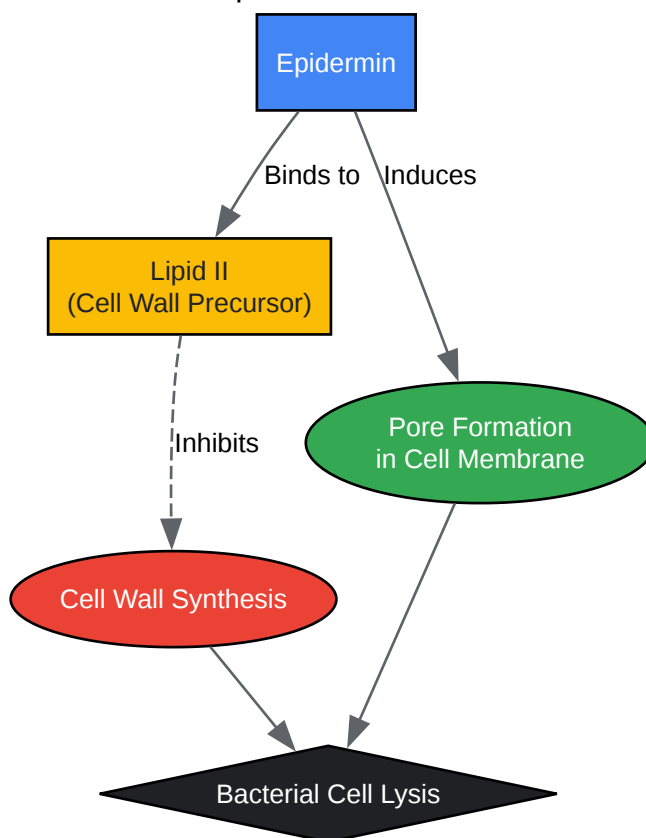 Epidermin
Binds to
Induces
Lipid II
(Cell Wall Precursor)
Pore Formation
in Cell Membrane
Inhibits
Cell Wall Synthesis
Bacterial Cell Lysis